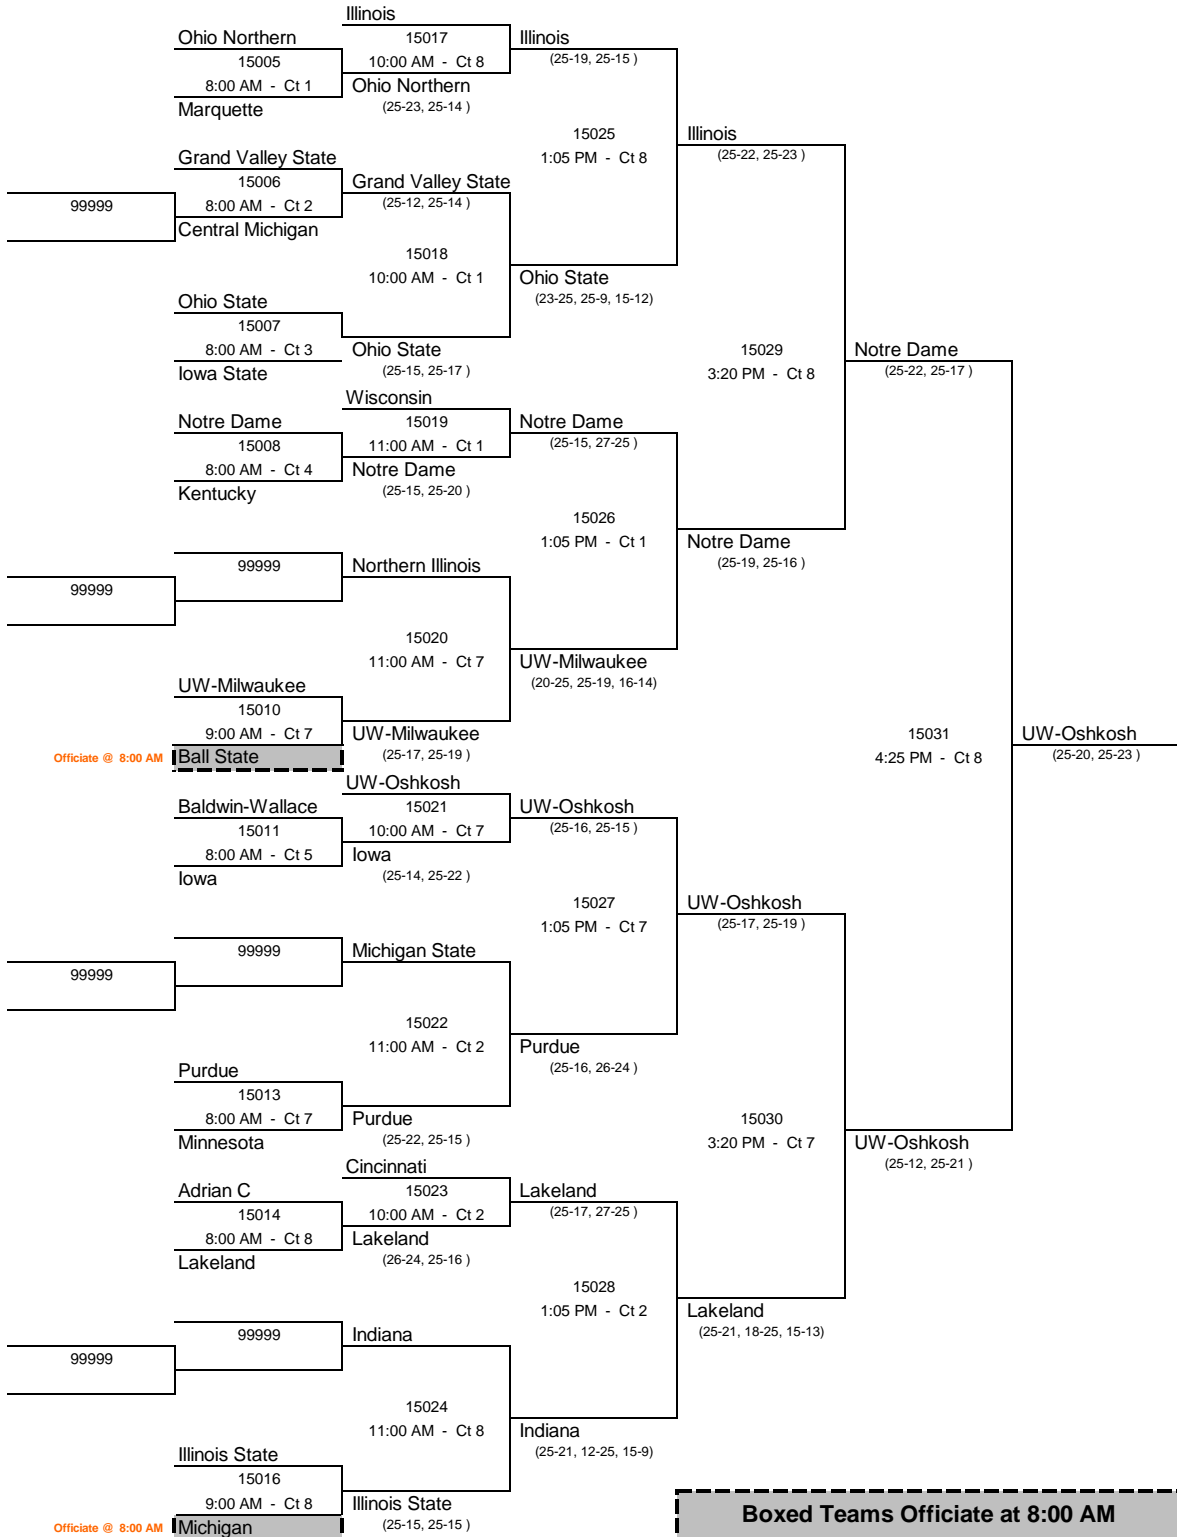 Illinois
Ohio Northern
15017
Illinois
15005
10:00 AM - Ct 8
(25-19, 25-15 )
8:00 AM - Ct 1
Ohio Northern
Marquette
(25-23, 25-14 )
15025
Illinois
1:05 PM - Ct 8
(25-22, 25-23 )
Grand Valley State
15006
Grand Valley State
99999
8:00 AM - Ct 2
(25-12, 25-14 )
Central Michigan
15018
10:00 AM - Ct 1
Ohio State
(23-25, 25-9, 15-12)
Ohio State
15007
8:00 AM - Ct 3
Ohio State
Iowa State
(25-15, 25-17 )
15029
Notre Dame
3:20 PM - Ct 8
(25-22, 25-17 )
Wisconsin
Notre Dame
15019
Notre Dame
15008
11:00 AM - Ct 1
(25-15, 27-25 )
8:00 AM - Ct 4
Notre Dame
Kentucky
(25-15, 25-20 )
15026
1:05 PM - Ct 1
Notre Dame
(25-19, 25-16 )
99999
Northern Illinois
99999
15020
11:00 AM - Ct 7
UW-Milwaukee
(20-25, 25-19, 16-14)
UW-Milwaukee
15010
9:00 AM - Ct 7
UW-Milwaukee
Officiate @ 8:00 AM
Ball State
(25-17, 25-19 )
15031
UW-Oshkosh
4:25 PM - Ct 8
(25-20, 25-23 )
UW-Oshkosh
Baldwin-Wallace
15021
UW-Oshkosh
15011
10:00 AM - Ct 7
(25-16, 25-15 )
8:00 AM - Ct 5
Iowa
Iowa
(25-14, 25-22 )
15027
UW-Oshkosh
1:05 PM - Ct 7
(25-17, 25-19 )
99999
Michigan State
99999
15022
11:00 AM - Ct 2
Purdue
(25-16, 26-24 )
Purdue
15013
8:00 AM - Ct 7
Purdue
Minnesota
(25-22, 25-15 )
15030
3:20 PM - Ct 7
UW-Oshkosh
(25-12, 25-21 )
Cincinnati
Adrian C
15023
Lakeland
15014
10:00 AM - Ct 2
(25-17, 27-25 )
8:00 AM - Ct 8
Lakeland
Lakeland
(26-24, 25-16 )
15028
1:05 PM - Ct 2
Lakeland
(25-21, 18-25, 15-13)
99999
Indiana
99999
15024
11:00 AM - Ct 8
Indiana
(25-21, 12-25, 15-9)
Illinois State
15016
9:00 AM - Ct 8
Illinois State
Officiate @ 8:00 AM
Michigan
(25-15, 25-15 )
Boxed Teams Officiate at 8:00 AM